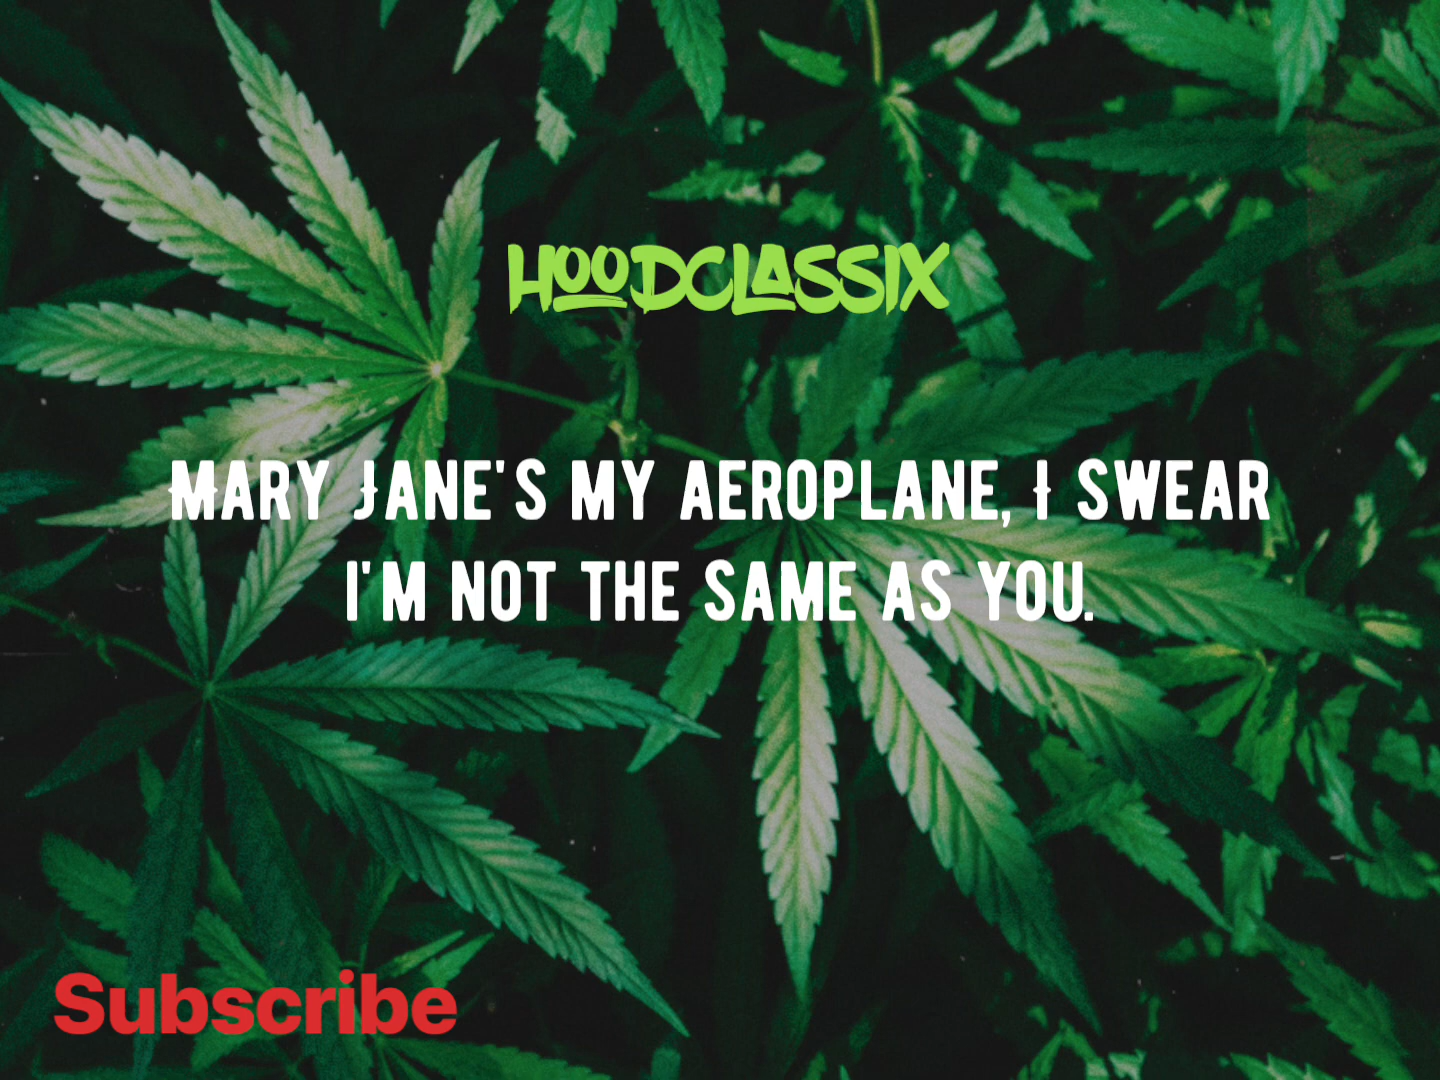 HOODCLASSIX
MARY JANE'S MY AEROPLANE, I SWEAR
I'M NOT THE SAME AS YOU.
Subscribe